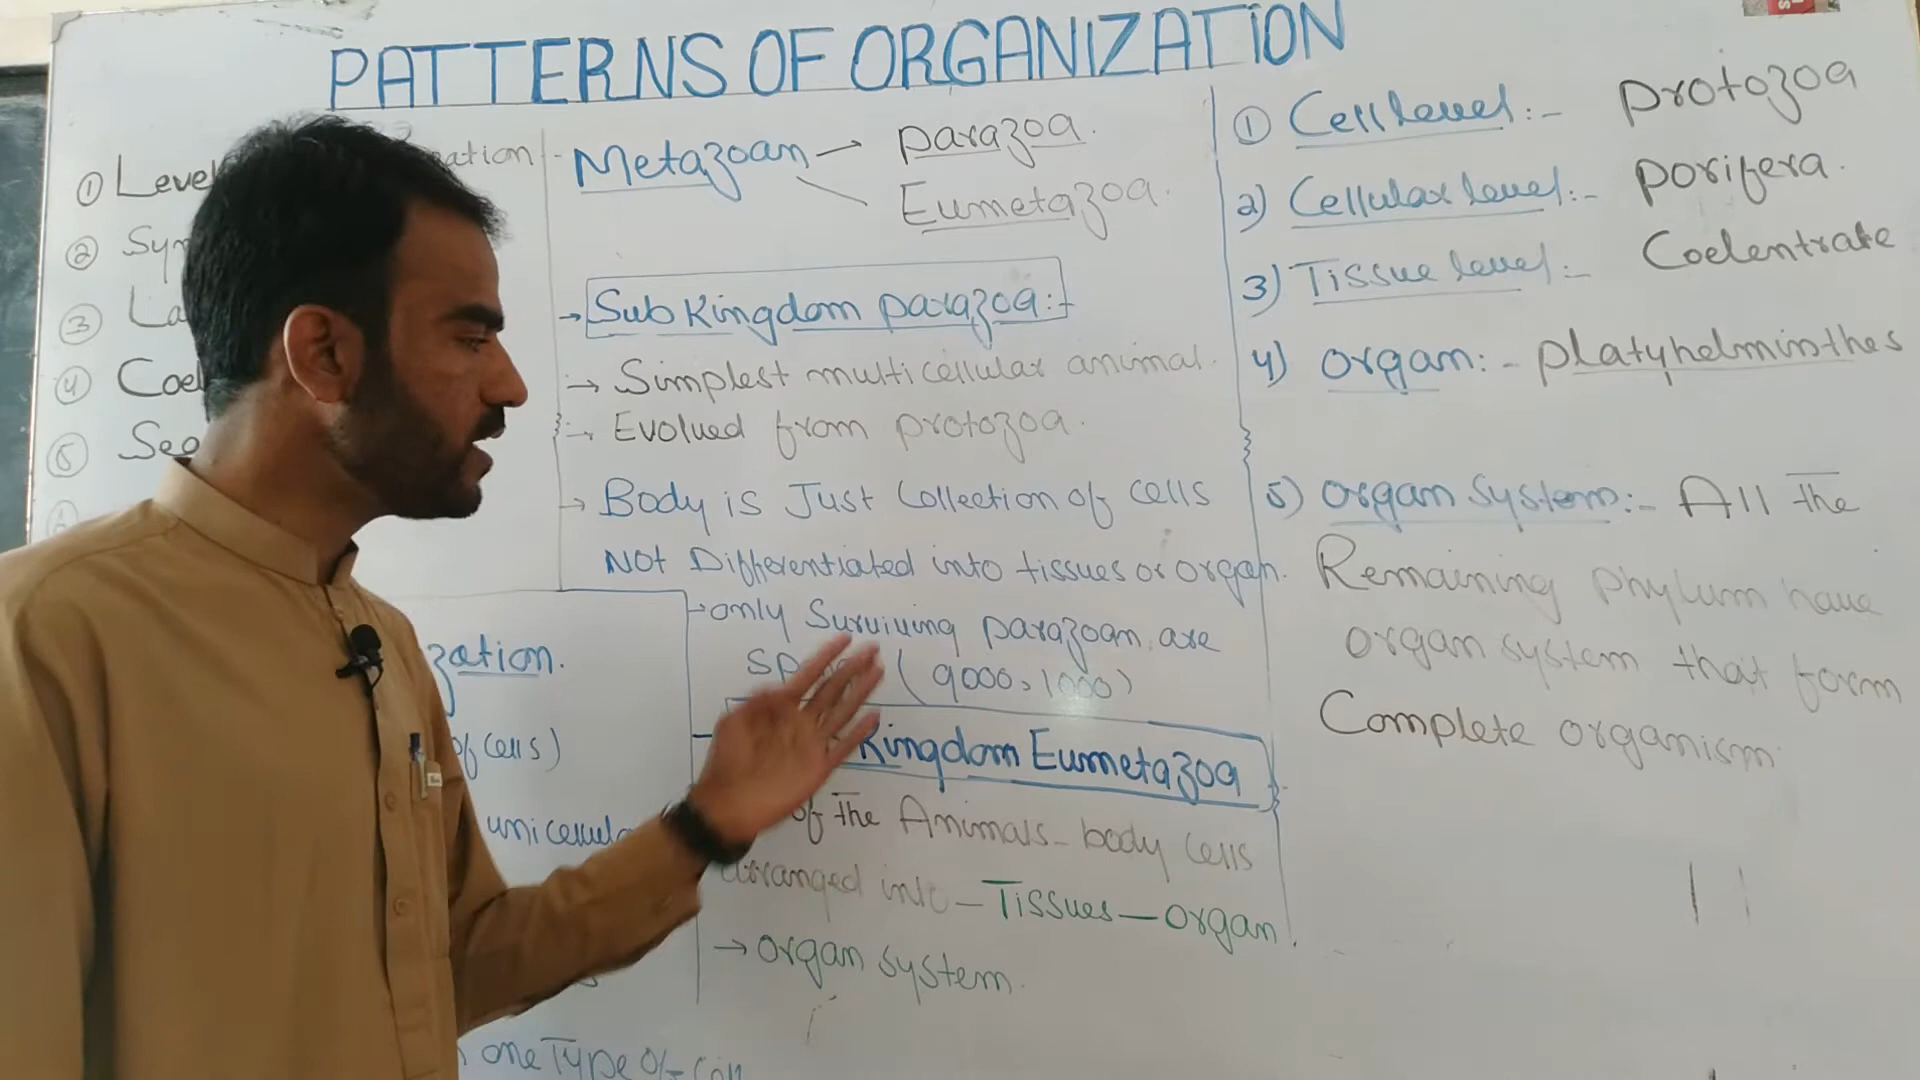 PATTERNS OF ORGANIZATION
① Level ation
②
③ La
④ Coel
⑤ Seg
zation.
of cells)
one Type Of Cell
Metazoan → parazoa.
Eumetazoa.
→ Sub Kingdom parazoa:-
→ Simplest multicellular animal.
→ Evolved from protozoa.
→ Body is Just Collection of cells
Not Differentiated into tissues or organ.
→ only Surviving parazoan are
(9000, 1000)
Kingdom Eumetazoa
of The Animals - body Cells
arranged into - Tissues - organ.
→ organ system.
① Cell level :- protozoa
2) Cellular level :- porifera.
3) Tissue level :- Coelentrate
4) organ :- platyhelminthes
5) organ system :- All The
Remaining phylum have
organ system that form
Complete organism